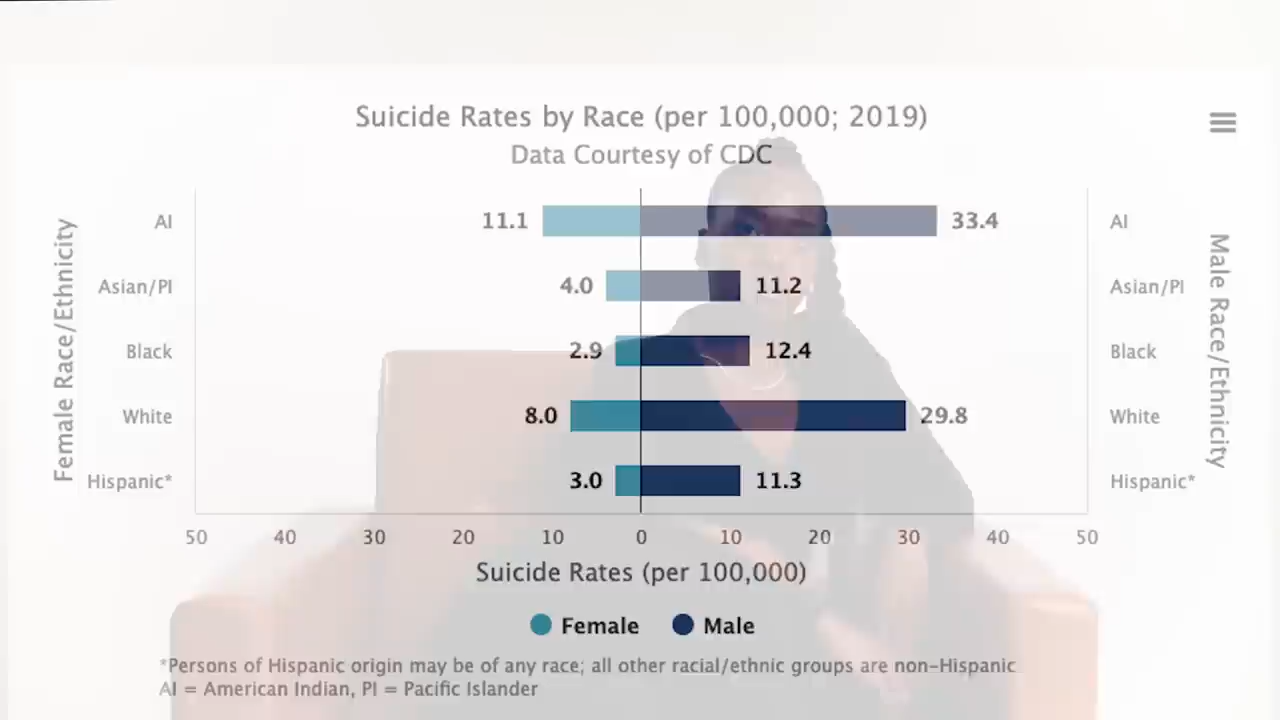 Suicide Rates by Race (per 100,000; 2019)
Data Courtesy of CDC
Female Race/Ethnicity
Male Race/Ethnicity
AI 11.1 33.4 AI
Asian/PI 4.0 11.2 Asian/PI
Black 2.9 12.4 Black
White 8.0 29.8 White
Hispanic* 3.0 11.3 Hispanic*
50 40 30 20 10 0 10 20 30 40 50
Suicide Rates (per 100,000)
Female Male
*Persons of Hispanic origin may be of any race; all other racial/ethnic groups are non-Hispanic
AI = American Indian, PI = Pacific Islander